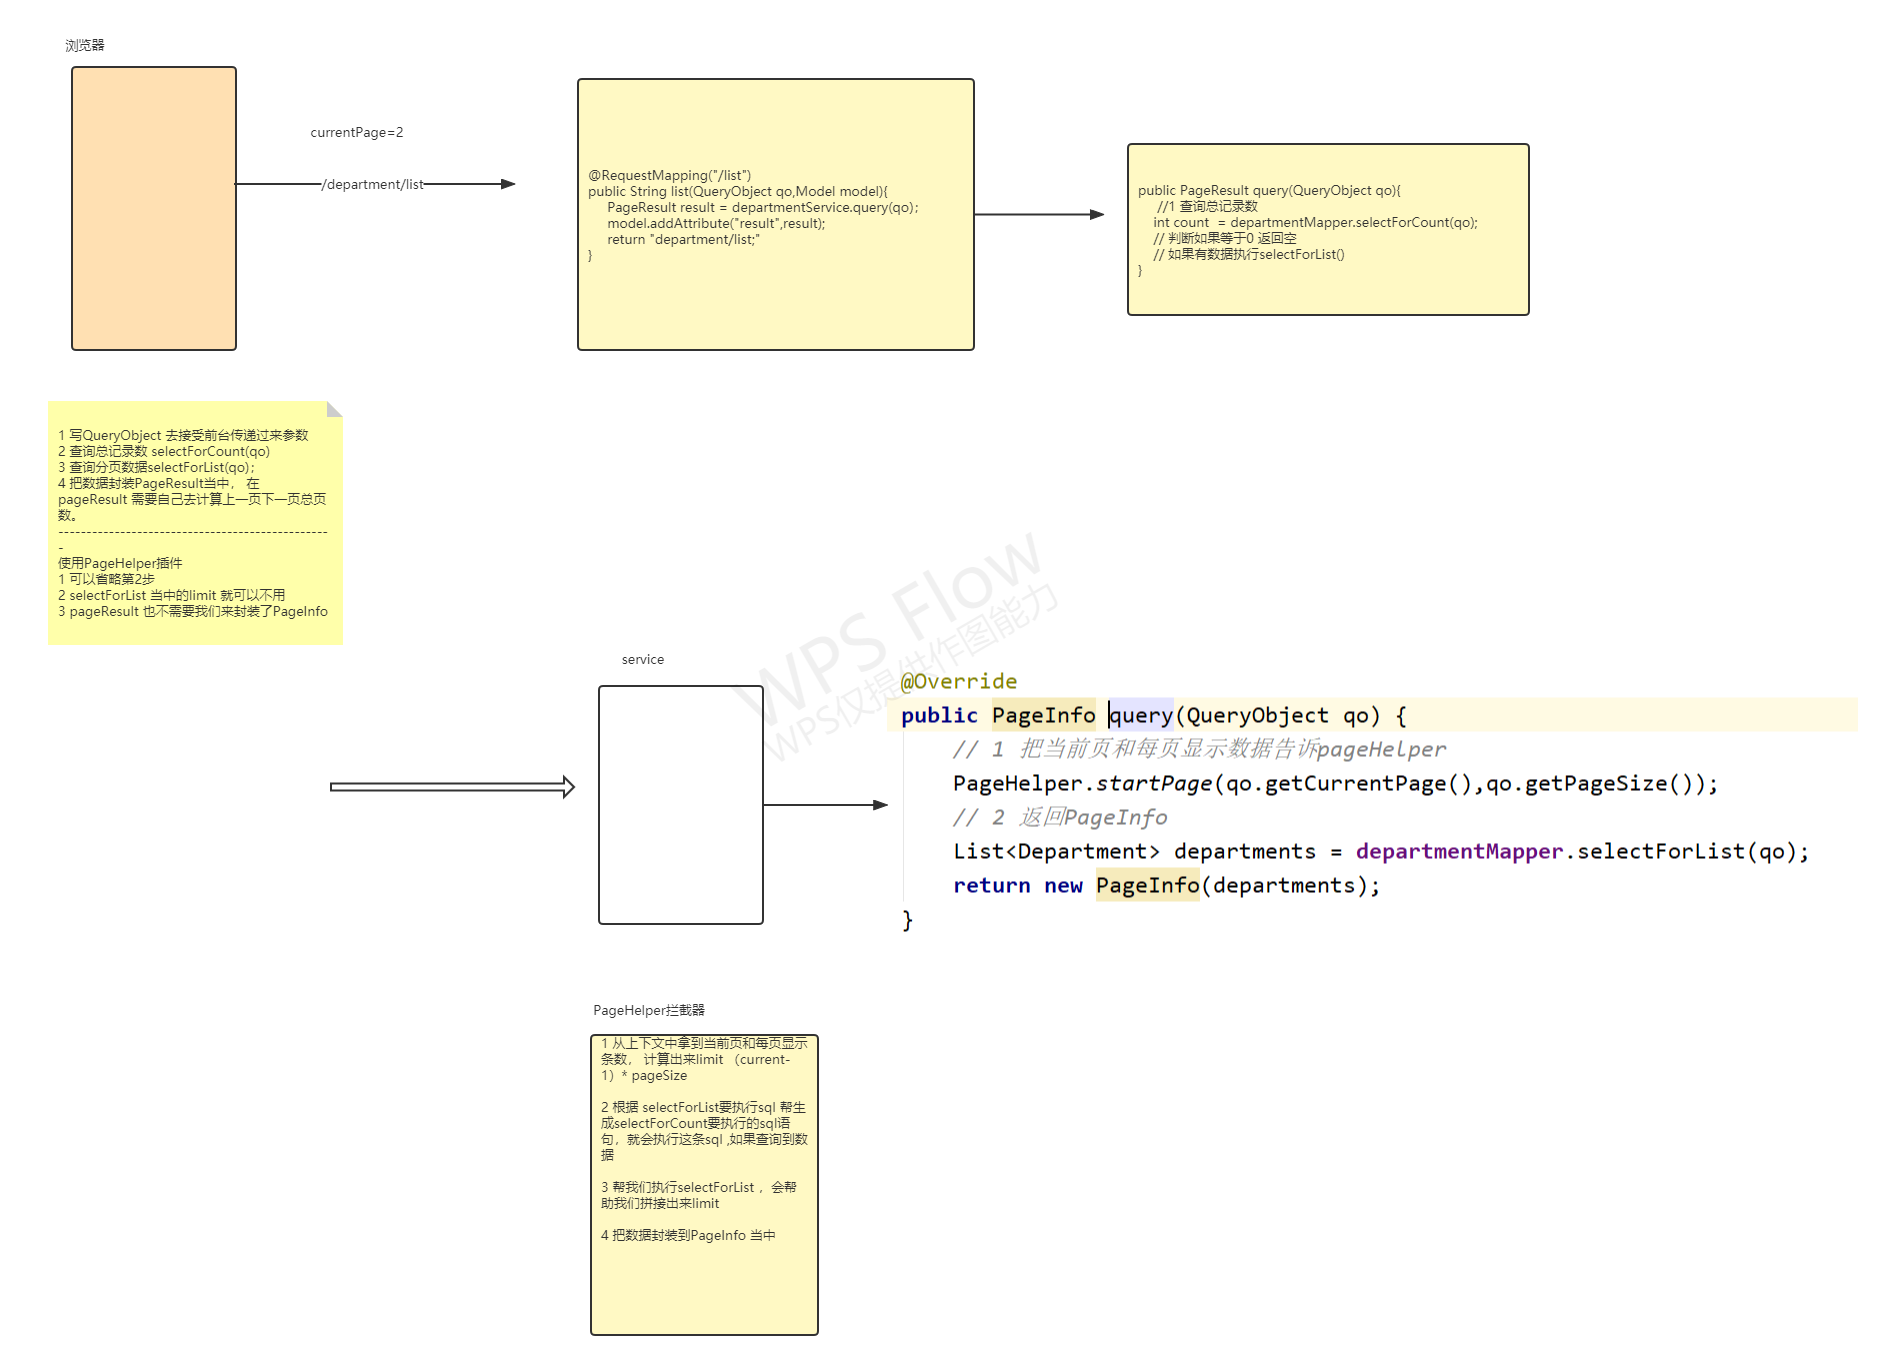 浏览器
currentPage=2
/department/list
@RequestMapping("/list")
public String list(QueryObject qo,Model model){
PageResult result = departmentService.query(qo);
model.addAttribute("result",result);
return "department/list;"
}
public PageResult query(QueryObject qo){
//1 查询总记录数
int count  = departmentMapper.selectForCount(qo);
// 判断如果等于0 返回空
// 如果有数据执行selectForList()
}
1 写QueryObject 去接受前台传递过来参数
2 查询总记录数 selectForCount(qo)
3 查询分页数据selectForList(qo);
4 把数据封装PageResult当中， 在
pageResult 需要自己去计算上一页下一页总页
数。
------------------------------------------------
-
使用PageHelper插件
1 可以省略第2步
2 selectForList 当中的limit 就可以不用
3 pageResult 也不需要我们来封装了PageInfo
WPS Flow
WPS仅提供作图能力
service
@Override
public PageInfo query(QueryObject qo) {
// 1 把当前页和每页显示数据告诉pageHelper
PageHelper.startPage(qo.getCurrentPage(),qo.getPageSize());
// 2 返回PageInfo
List<Department> departments = departmentMapper.selectForList(qo);
return new PageInfo(departments);
}
PageHelper拦截器
1 从上下文中拿到当前页和每页显示
条数， 计算出来limit （current-
1）* pageSize
2 根据 selectForList要执行sql 帮生
成selectForCount要执行的sql语
句，就会执行这条sql ,如果查询到数
据
3 帮我们执行selectForList ，会帮
助我们拼接出来limit
4 把数据封装到PageInfo 当中